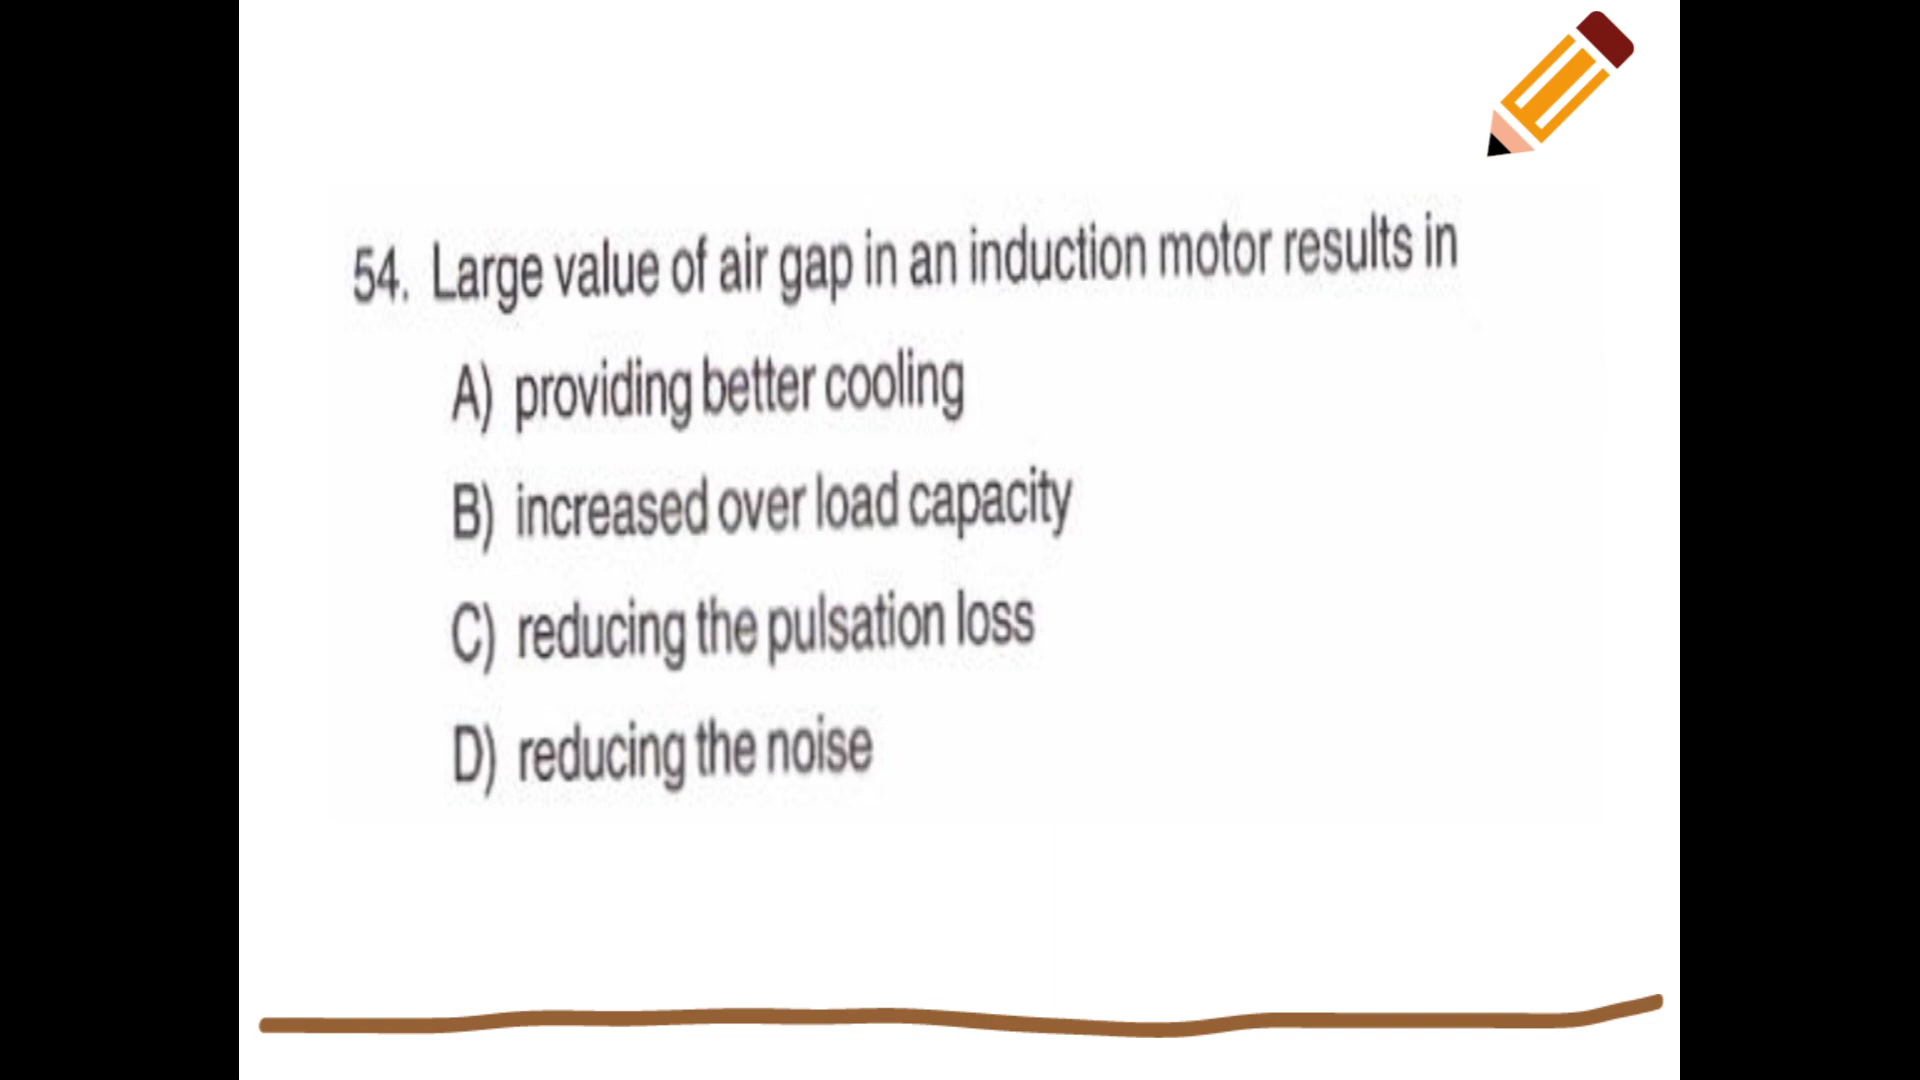 54. Large value of air gap in an induction motor results in
A) providing better cooling
B) increased over load capacity
C) reducing the pulsation loss
D) reducing the noise